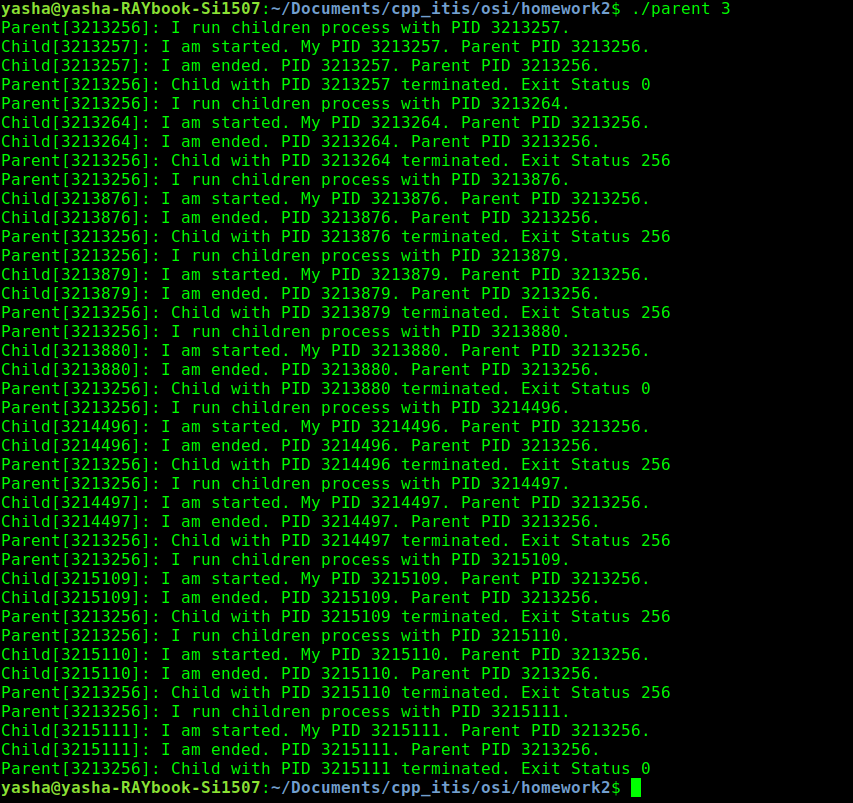 yasha@yasha-RAYbook-Si1507:~/Documents/cpp_itis/osi/homework2$ ./parent 3
Parent[3213256]: I run children process with PID 3213257.
Child[3213257]: I am started. My PID 3213257. Parent PID 3213256.
Child[3213257]: I am ended. PID 3213257. Parent PID 3213256.
Parent[3213256]: Child with PID 3213257 terminated. Exit Status 0
Parent[3213256]: I run children process with PID 3213264.
Child[3213264]: I am started. My PID 3213264. Parent PID 3213256.
Child[3213264]: I am ended. PID 3213264. Parent PID 3213256.
Parent[3213256]: Child with PID 3213264 terminated. Exit Status 256
Parent[3213256]: I run children process with PID 3213876.
Child[3213876]: I am started. My PID 3213876. Parent PID 3213256.
Child[3213876]: I am ended. PID 3213876. Parent PID 3213256.
Parent[3213256]: Child with PID 3213876 terminated. Exit Status 256
Parent[3213256]: I run children process with PID 3213879.
Child[3213879]: I am started. My PID 3213879. Parent PID 3213256.
Child[3213879]: I am ended. PID 3213879. Parent PID 3213256.
Parent[3213256]: Child with PID 3213879 terminated. Exit Status 256
Parent[3213256]: I run children process with PID 3213880.
Child[3213880]: I am started. My PID 3213880. Parent PID 3213256.
Child[3213880]: I am ended. PID 3213880. Parent PID 3213256.
Parent[3213256]: Child with PID 3213880 terminated. Exit Status 0
Parent[3213256]: I run children process with PID 3214496.
Child[3214496]: I am started. My PID 3214496. Parent PID 3213256.
Child[3214496]: I am ended. PID 3214496. Parent PID 3213256.
Parent[3213256]: Child with PID 3214496 terminated. Exit Status 256
Parent[3213256]: I run children process with PID 3214497.
Child[3214497]: I am started. My PID 3214497. Parent PID 3213256.
Child[3214497]: I am ended. PID 3214497. Parent PID 3213256.
Parent[3213256]: Child with PID 3214497 terminated. Exit Status 256
Parent[3213256]: I run children process with PID 3215109.
Child[3215109]: I am started. My PID 3215109. Parent PID 3213256.
Child[3215109]: I am ended. PID 3215109. Parent PID 3213256.
Parent[3213256]: Child with PID 3215109 terminated. Exit Status 256
Parent[3213256]: I run children process with PID 3215110.
Child[3215110]: I am started. My PID 3215110. Parent PID 3213256.
Child[3215110]: I am ended. PID 3215110. Parent PID 3213256.
Parent[3213256]: Child with PID 3215110 terminated. Exit Status 256
Parent[3213256]: I run children process with PID 3215111.
Child[3215111]: I am started. My PID 3215111. Parent PID 3213256.
Child[3215111]: I am ended. PID 3215111. Parent PID 3213256.
Parent[3213256]: Child with PID 3215111 terminated. Exit Status 0
yasha@yasha-RAYbook-Si1507:~/Documents/cpp_itis/osi/homework2$